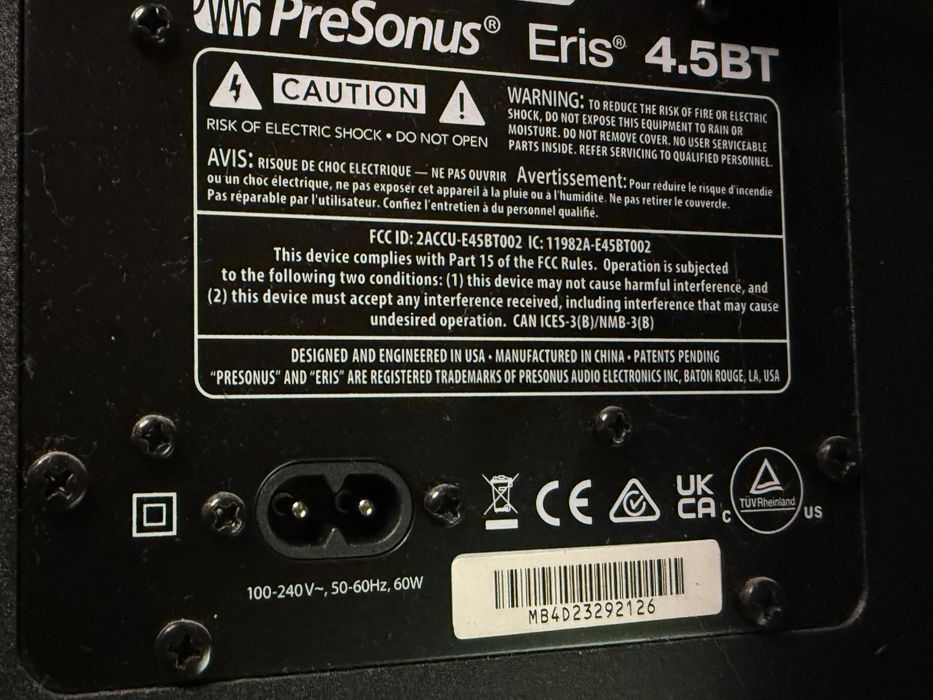 PreSonus® Eris® 4.5BT
CAUTION
RISK OF ELECTRIC SHOCK • DO NOT OPEN
WARNING: TO REDUCE THE RISK OF FIRE OR ELECTRIC
SHOCK, DO NOT EXPOSE THIS EQUIPMENT TO RAIN OR
MOISTURE. DO NOT REMOVE COVER. NO USER SERVICEABLE
PARTS INSIDE. REFER SERVICING TO QUALIFIED PERSONNEL.
AVIS: RISQUE DE CHOC ELECTRIQUE — NE PAS OUVRIR Avertissement: Pour réduire le risque d'incendie
ou un choc électrique, ne pas exposer cet appareil à la pluie ou à l'humidite. Ne pas retirer le couvercle.
Pas réparable par l'utilisateur. Confiez l'entretien à du personnel qualifié.
FCC ID: 2ACCU-E45BT002 IC: 11982A-E45BT002
This device complies with Part 15 of the FCC Rules. Operation is subjected
to the following two conditions: (1) this device may not cause harmful interference, and
(2) this device must accept any interference received, including interference that may cause
undesired operation. CAN ICES-3(B)/NMB-3(B)
DESIGNED AND ENGINEERED IN USA • MANUFACTURED IN CHINA • PATENTS PENDING
"PRESONUS" AND "ERIS" ARE REGISTERED TRADEMARKS OF PRESONUS AUDIO ELECTRONICS INC, BATON ROUGE, LA, USA
CE
UK
CA
c TÜVRheinland US
100-240V~, 50-60Hz, 60W
MB4D23292126